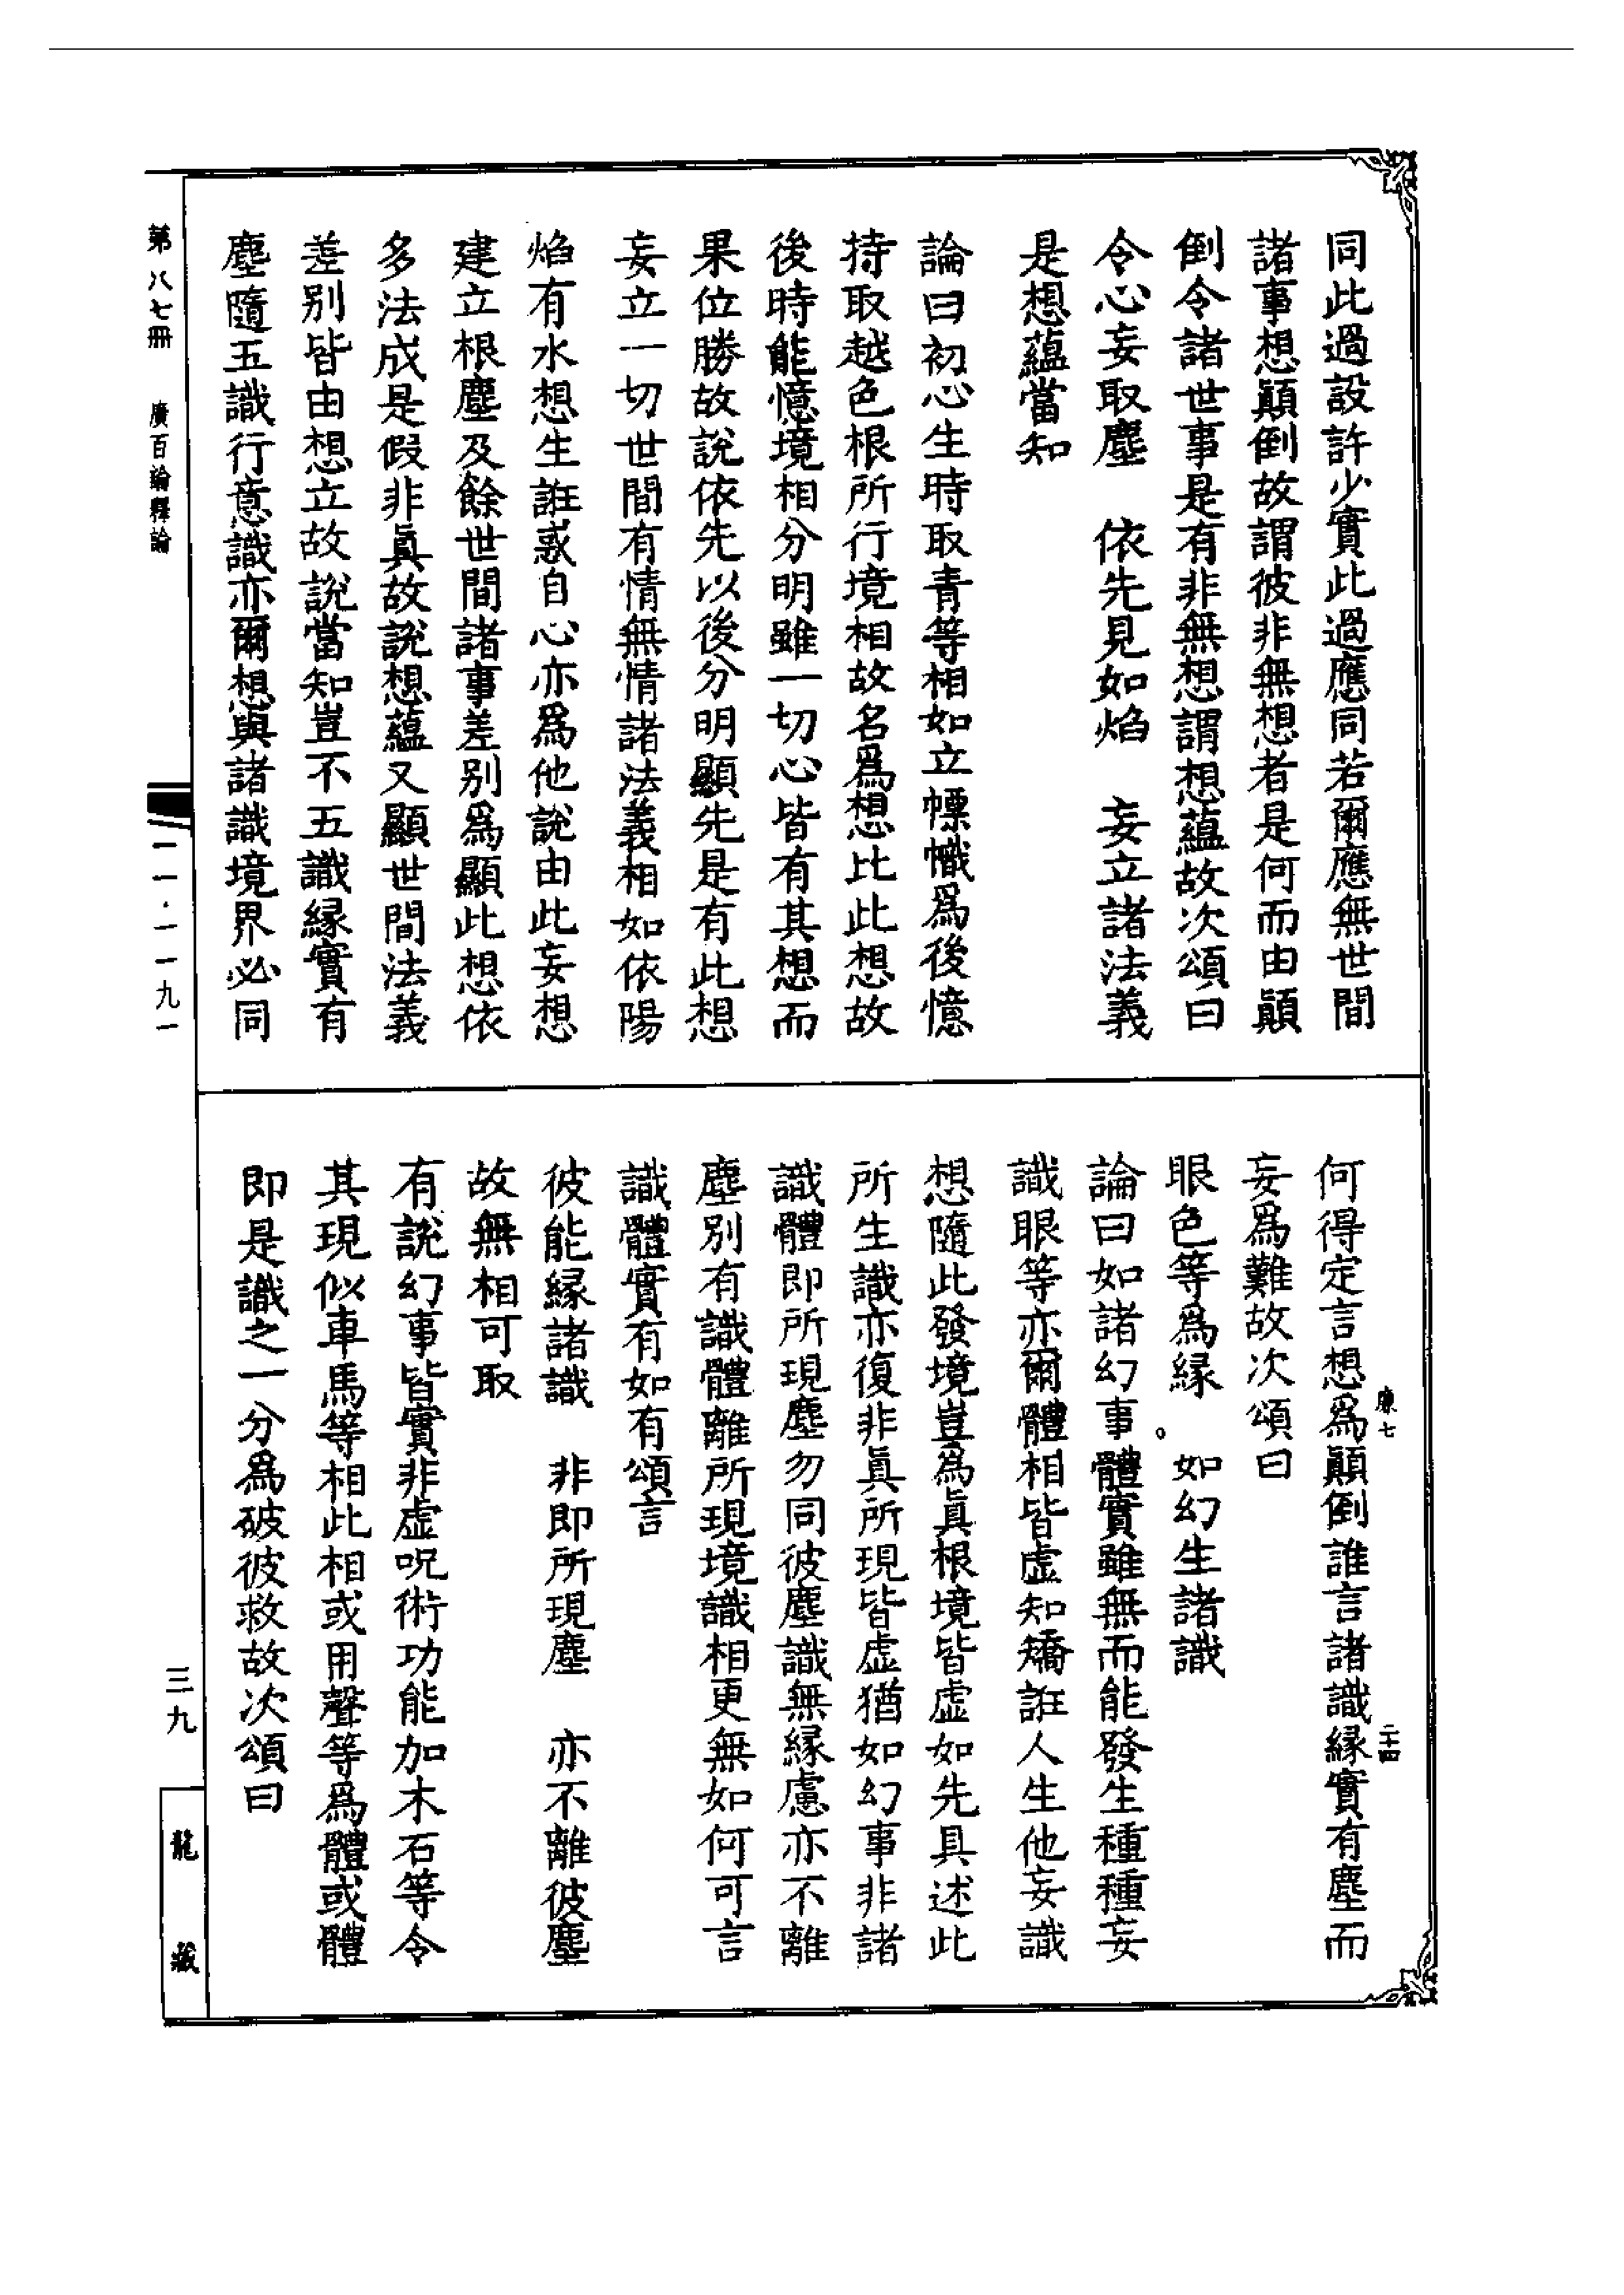 同此過設許少實此過應同若爾應無世間
諸事想顛倒故謂彼非無想者是何而由顛
倒令諸世事是有非無想謂想蘊故次頌曰
令心妄取塵　依先見如焰　妄立諸法義
是想蘊當知
論曰初心生時取青等相如立幖幟爲後憶
持取越色根所行境相故名爲想比此想故
後時能憶境相分明雖一切心皆有其想而
果位勝故說依先以後分明顯先是有此想
妄立一切世間有情無情諸法義相如依陽
焰有水想生誑惑自心亦爲他說由此妄想
建立根塵及餘世間諸事差别爲顯此想依
多法成是假非眞故說想蘊又顯世間法義
差别皆由想立故說當知豈不五識緣實有
塵隨五識行意識亦爾想與諸識境界必同
何得定言想爲顛倒誰言諸識緣實有塵而
妄爲難故次頌曰
眼色等爲緣　如幻生諸識
論曰如諸幻事體實雖無而能發生種種妄
識眼等亦爾體相皆虚知矯誑人生他妄識
想隨此發境豈爲眞根境皆虚如先具述此
所生識亦復非眞所現皆虚猶如幻事非諸
識體即所現塵勿同彼塵識無緣慮亦不離
塵別有識體離所現境識相更無如何可言
識體實有如有頌言
彼能緣諸識　非即所現塵　亦不離彼塵
故無相可取
有說幻事皆實非虚呪術功能加木石等令
其現似車馬等相此相或用聲等爲體或體
即是識之一分爲破彼救故次頌曰
廉七
二十四
第八七冊　廣百論釋論
一一·一一九一
三九
龍藏